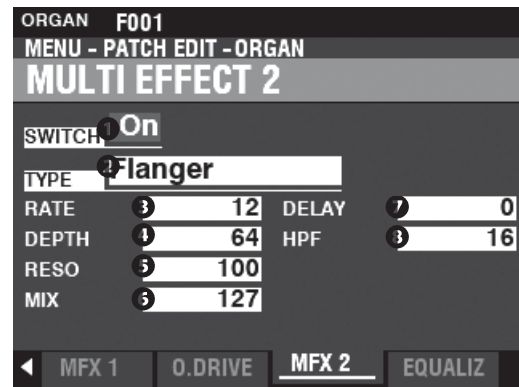 ORGAN F001
MENU - PATCH EDIT - ORGAN
MULTI EFFECT 2
SWITCH 1 On
TYPE 2 Flanger
RATE 3 12 DELAY 7 0
DEPTH 4 64 HPF 8 16
RESO 5 100
MIX 6 127
MFX 1 O.DRIVE MFX 2 EQUALIZ